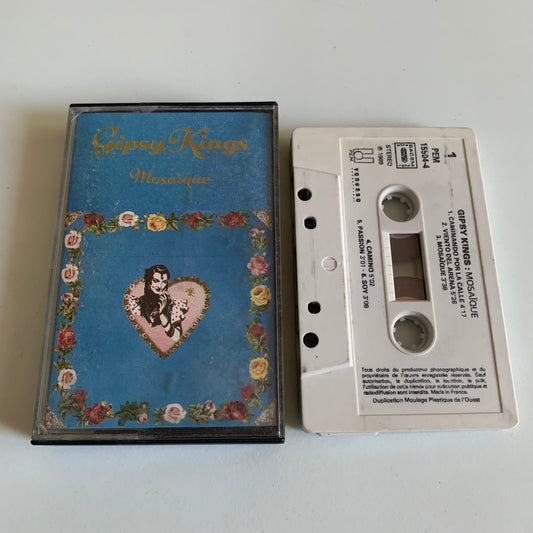 Gipsy Kings
Mosaïque
1
PEM
15504-4
STEREO
℗ 1989
GIPSY KINGS : MOSAÏQUE
1. CAMINANDO POR LA CALLE 4'17
2. VIENTO DEL ARENA 5'26
3. MOSAÏQUE 3'38
4. CAMINO 5'02
5. PASSION 3'01 - 6. SOY 3'08
Tous droits du producteur phonographique et du
propriétaire de l'œuvre enregistrée réservés. Sauf
autorisation, la duplication, la location, le prêt,
l'utilisation de cette bande pour exécution publique et
radiodiffusion sont interdits. Made in France.
Duplication Moulage Plastique de l'Ouest